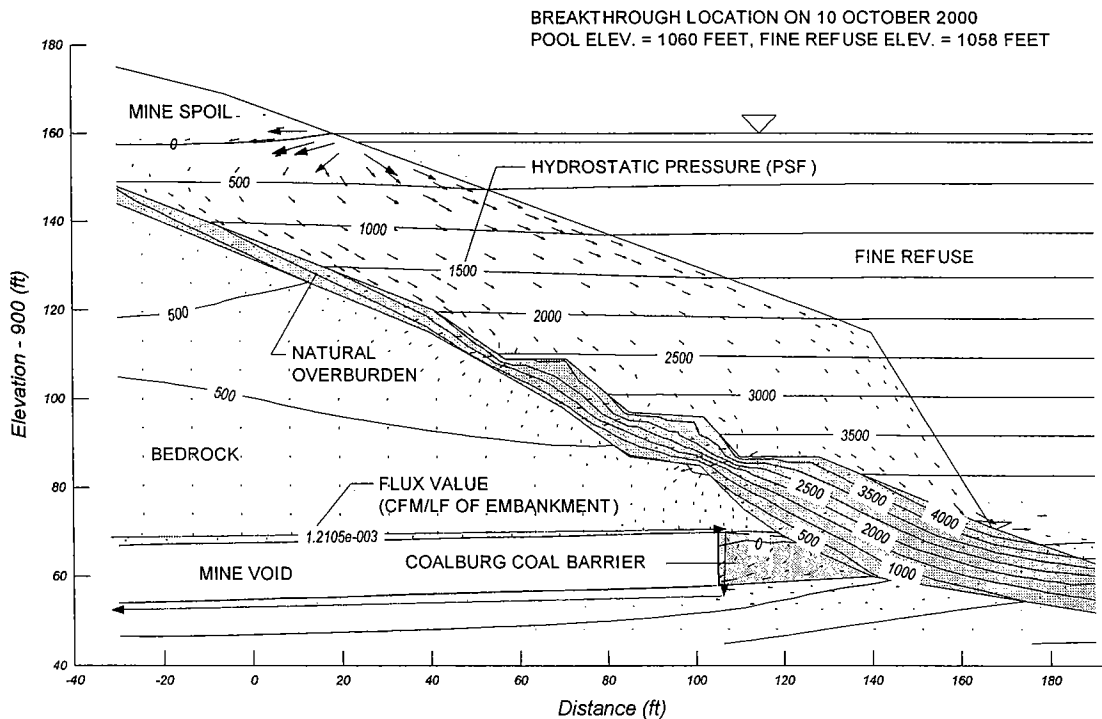 BREAKTHROUGH LOCATION ON 10 OCTOBER 2000
POOL ELEV. = 1060 FEET, FINE REFUSE ELEV. = 1058 FEET
180
160
140
120
100
80
60
40
Elevation - 900 (ft)
MINE SPOIL
0
500
HYDROSTATIC PRESSURE (PSF)
1000
FINE REFUSE
1500
500
2000
NATURAL
OVERBURDEN
2500
500
3000
3500
BEDROCK
FLUX VALUE
(CFM/LF OF EMBANKMENT)
2500
3500
4000
1.2105e-003
0
500
2000
MINE VOID
COALBURG COAL BARRIER
1000
-40
-20
0
20
40
60
80
100
120
140
160
180
Distance (ft)